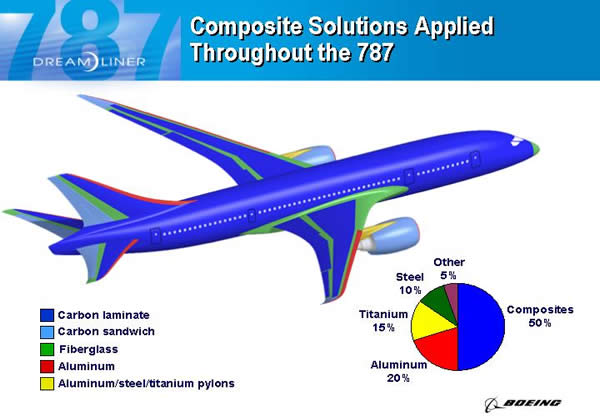 787
DREAMLINER
Composite Solutions Applied
Throughout the 787
Carbon laminate
Carbon sandwich
Fiberglass
Aluminum
Aluminum/steel/titanium pylons
Other
5%
Steel
10%
Titanium
15%
Aluminum
20%
Composites
50%
BOEING